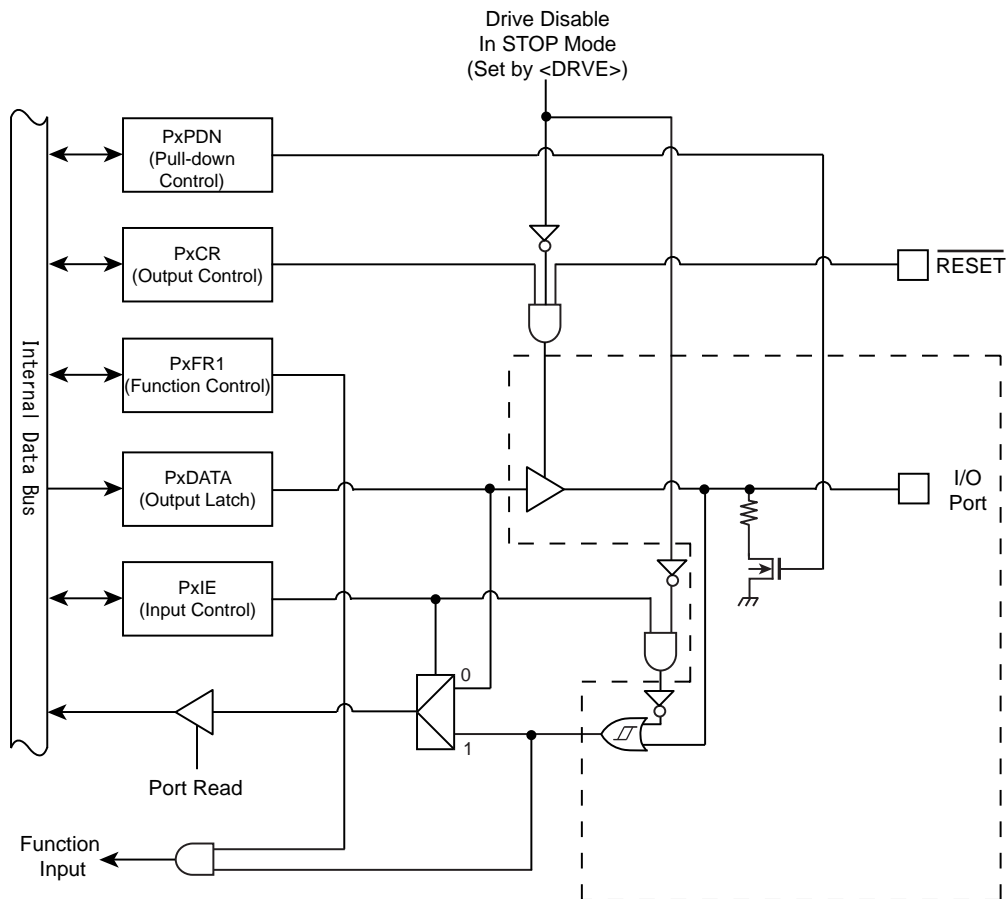 Drive Disable
In STOP Mode
(Set by <DRVE>)
PxPDN
(Pull-down
Control)
PxCR
(Output Control)
RESET
Internal Data Bus
PxFR1
(Function Control)
PxDATA
(Output Latch)
I/O
Port
PxIE
(Input Control)
0
1
Port Read
Function
Input